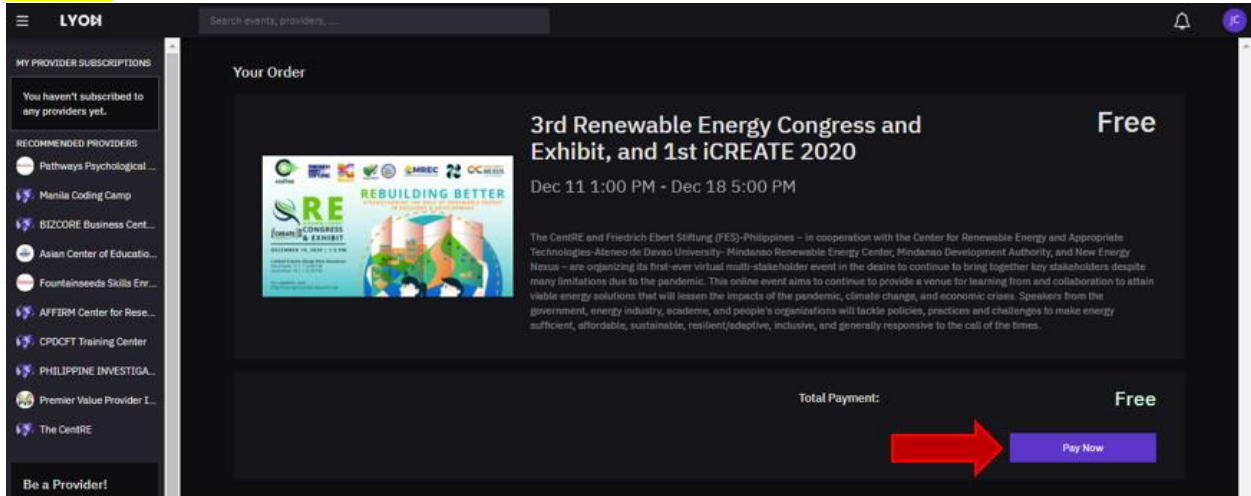 LYON
Search events, providers, ...
JC
MY PROVIDER SUBSCRIPTIONS
You haven't subscribed to
any providers yet.
RECOMMENDED PROVIDERS
Pathways Psychological ...
Manila Coding Camp
BIZCORE Business Cent...
Asian Center of Educatio...
Fountainseeds Skills Enr...
AFFIRM Center for Rese...
CPDCFT Training Center
PHILIPPINE INVESTIGA...
Premier Value Provider I...
The CentRE
Be a Provider!
Your Order
REBUILDING BETTER
RE
CONGRESS
& EXHIBIT
MREC
3rd Renewable Energy Congress and
Exhibit, and 1st iCREATE 2020
Free
Dec 11 1:00 PM - Dec 18 5:00 PM
The CentRE and Friedrich Ebert Stiftung (FES)-Philippines – in cooperation with the Center for Renewable Energy and Appropriate
Technologies-Ateneo de Davao University- Mindanao Renewable Energy Center, Mindanao Development Authority, and New Energy
Nexus – are organizing its first-ever virtual multi-stakeholder event in the desire to continue to bring together key stakeholders despite
many limitations due to the pandemic. This online event aims to continue to provide a venue for learning from and collaboration to attain
viable energy solutions that will lessen the impacts of the pandemic, climate change, and economic crises. Speakers from the
government, energy industry, academe, and people's organizations will tackle policies, practices and challenges to make energy
sufficient, affordable, sustainable, resilient/adaptive, inclusive, and generally responsive to the call of the times.
Total Payment:
Free
Pay Now